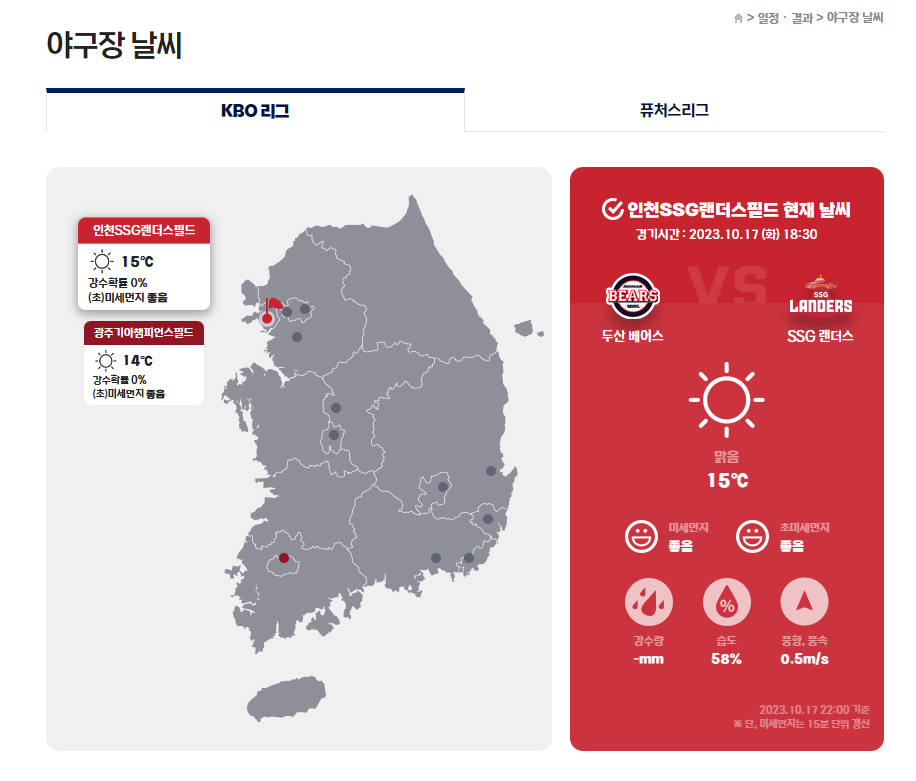 > 일정 · 결과 > 야구장 날씨
야구장 날씨
KBO 리그
퓨처스리그
인천SSG랜더스필드
15℃
강수확률 0%
(초)미세먼지 좋음
광주기아챔피언스필드
14℃
강수확률 0%
(초)미세먼지 좋음
인천SSG랜더스필드 현재 날씨
경기시간 : 2023.10.17 (화) 18:30
VS
DOOSAN
BEARS
SEOUL
SSG
LANDERS
두산 베어스
SSG 랜더스
맑음
15℃
미세먼지
좋음
초미세먼지
좋음
%
강수량
습도
풍향, 풍속
-mm
58%
0.5m/s
2023.10.17 22:00 기준
※ 단, 미세먼지는 15분 단위 갱신